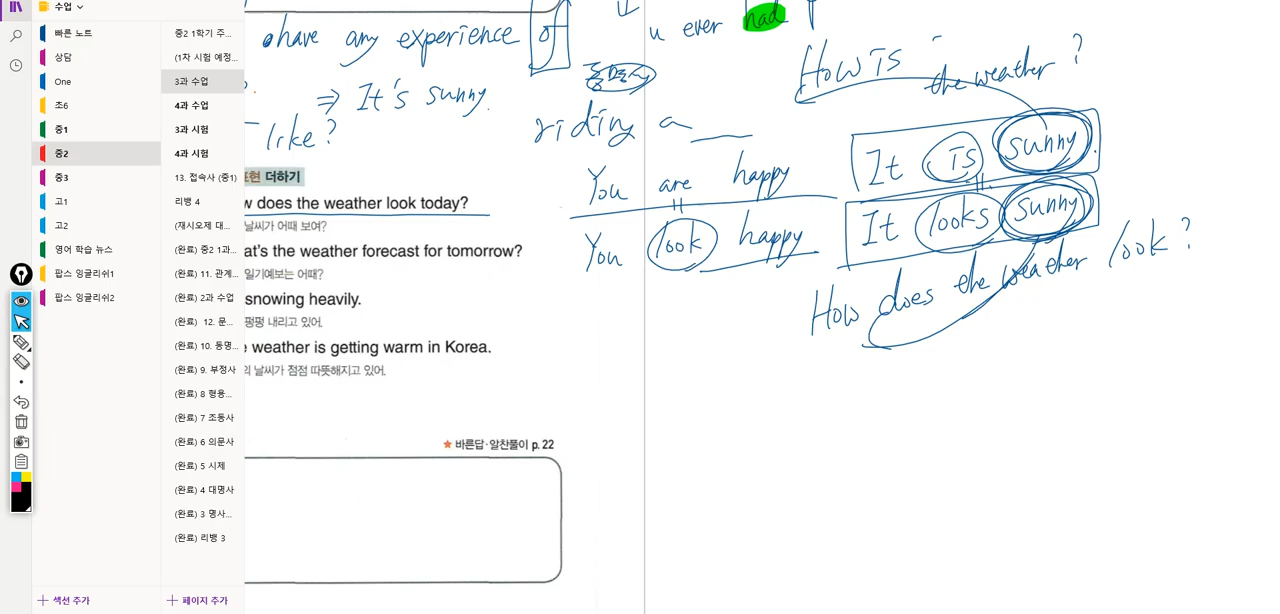 수업
빠른 노트
상담
One
초6
중1
중2
중3
고1
고2
영어 학습 뉴스
팝스 잉글리쉬1
팝스 잉글리쉬2
+ 섹션 추가
중2 1학기 주...
(1차 시험 예정...
3과 수업
4과 수업
3과 시험
4과 시험
13. 접속사 (중1)
리뱅 4
(재시오제 대...
(완료) 중2 1과...
(완료) 11. 관계...
(완료) 2과 수업
(완료) 12. 문...
(완료) 10. 동명...
(완료) 9. 부정사
(완료) 8 형용...
(완료) 7 조동사
(완료) 6 의문사
(완료) 5 시제
(완료) 4 대명사
(완료) 3 명사...
(완료) 리뱅 3
+ 페이지 추가
have any experience of
⇒ It's sunny.
like?
표현 더하기
w does the weather look today?
날씨가 어때 보여?
at's the weather forecast for tomorrow?
일기예보는 어때?
snowing heavily.
펑펑 내리고 있어.
e weather is getting warm in Korea.
의 날씨가 점점 따뜻해지고 있어.
★ 바른답·알찬풀이 p. 22
u ever had
riding a
You are happy
You look happy
How is the weather?
It is sunny.
It looks sunny
How does the weather look?